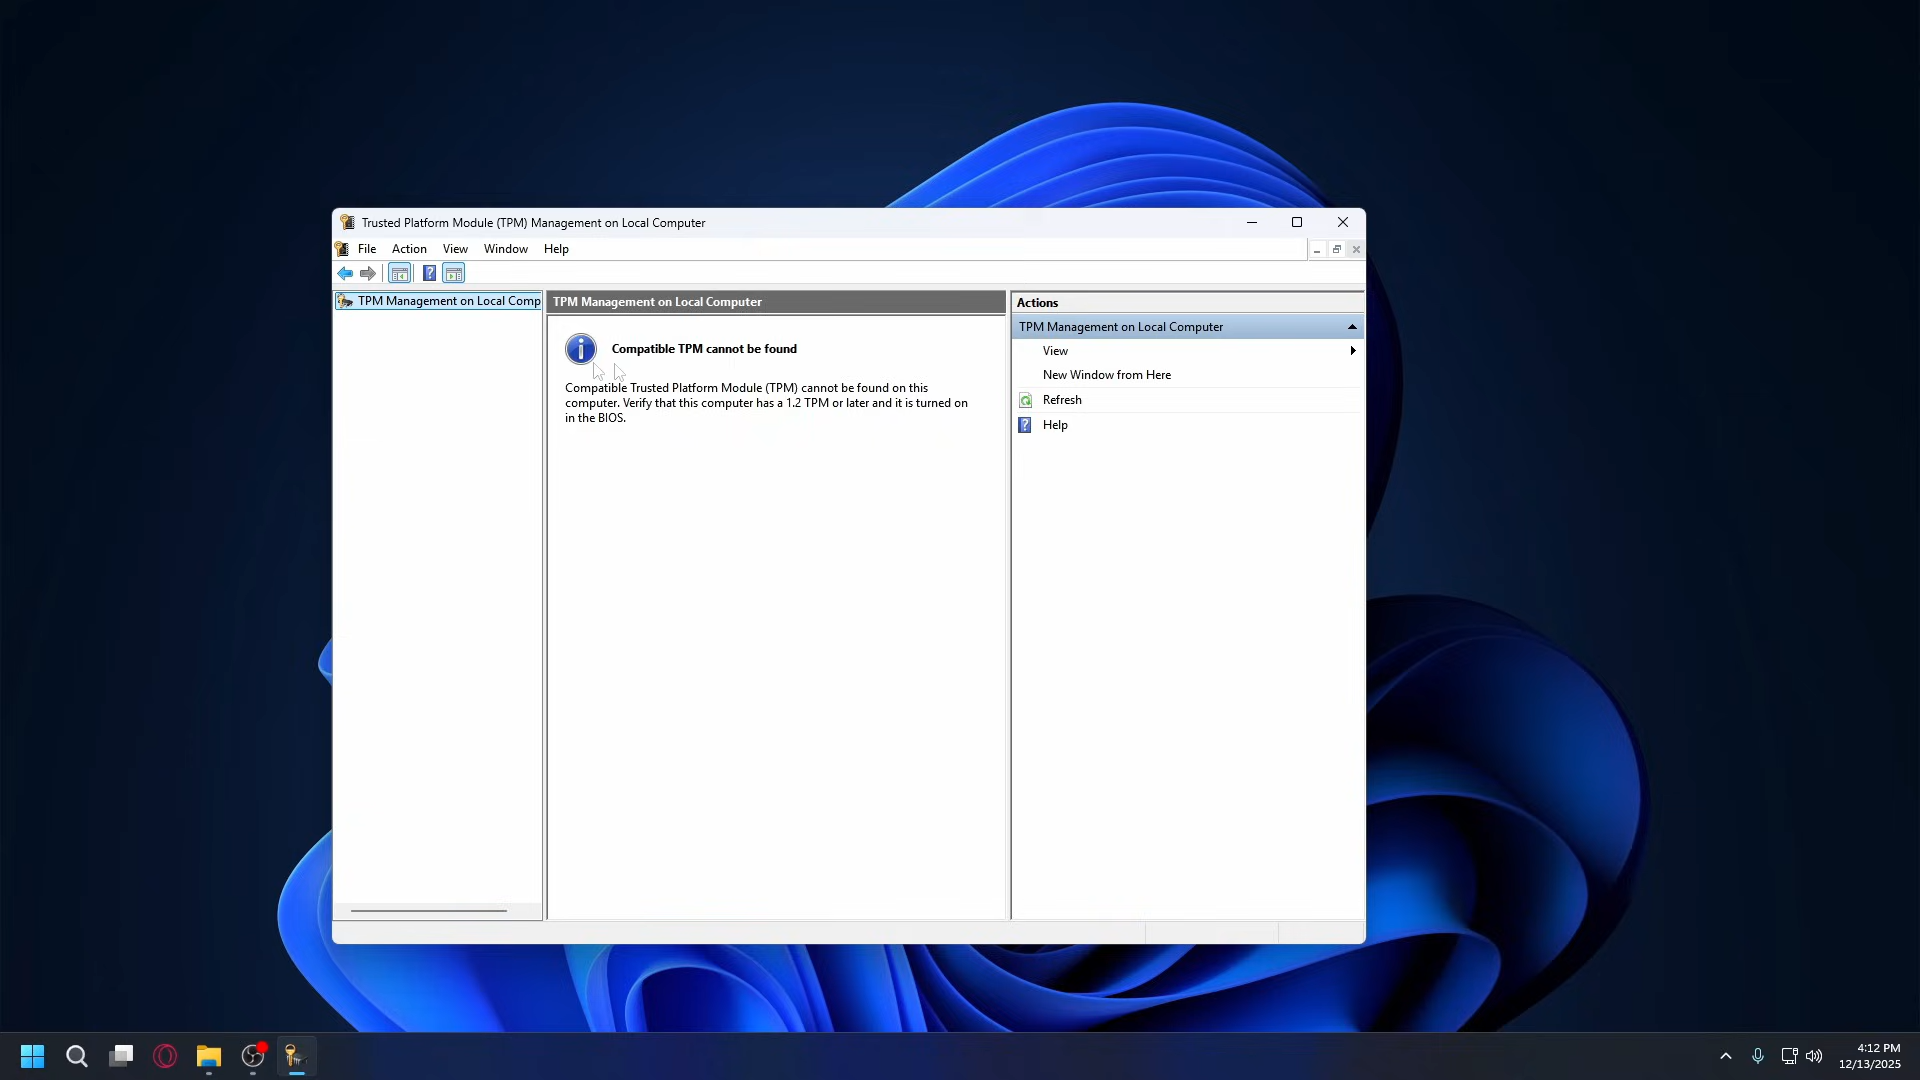 Trusted Platform Module (TPM) Management on Local Computer
File Action View Window Help
TPM Management on Local Comp
TPM Management on Local Computer
Compatible TPM cannot be found
Compatible Trusted Platform Module (TPM) cannot be found on this
computer. Verify that this computer has a 1.2 TPM or later and it is turned on
in the BIOS.
Actions
TPM Management on Local Computer
View
New Window from Here
Refresh
Help
4:12 PM
12/13/2025